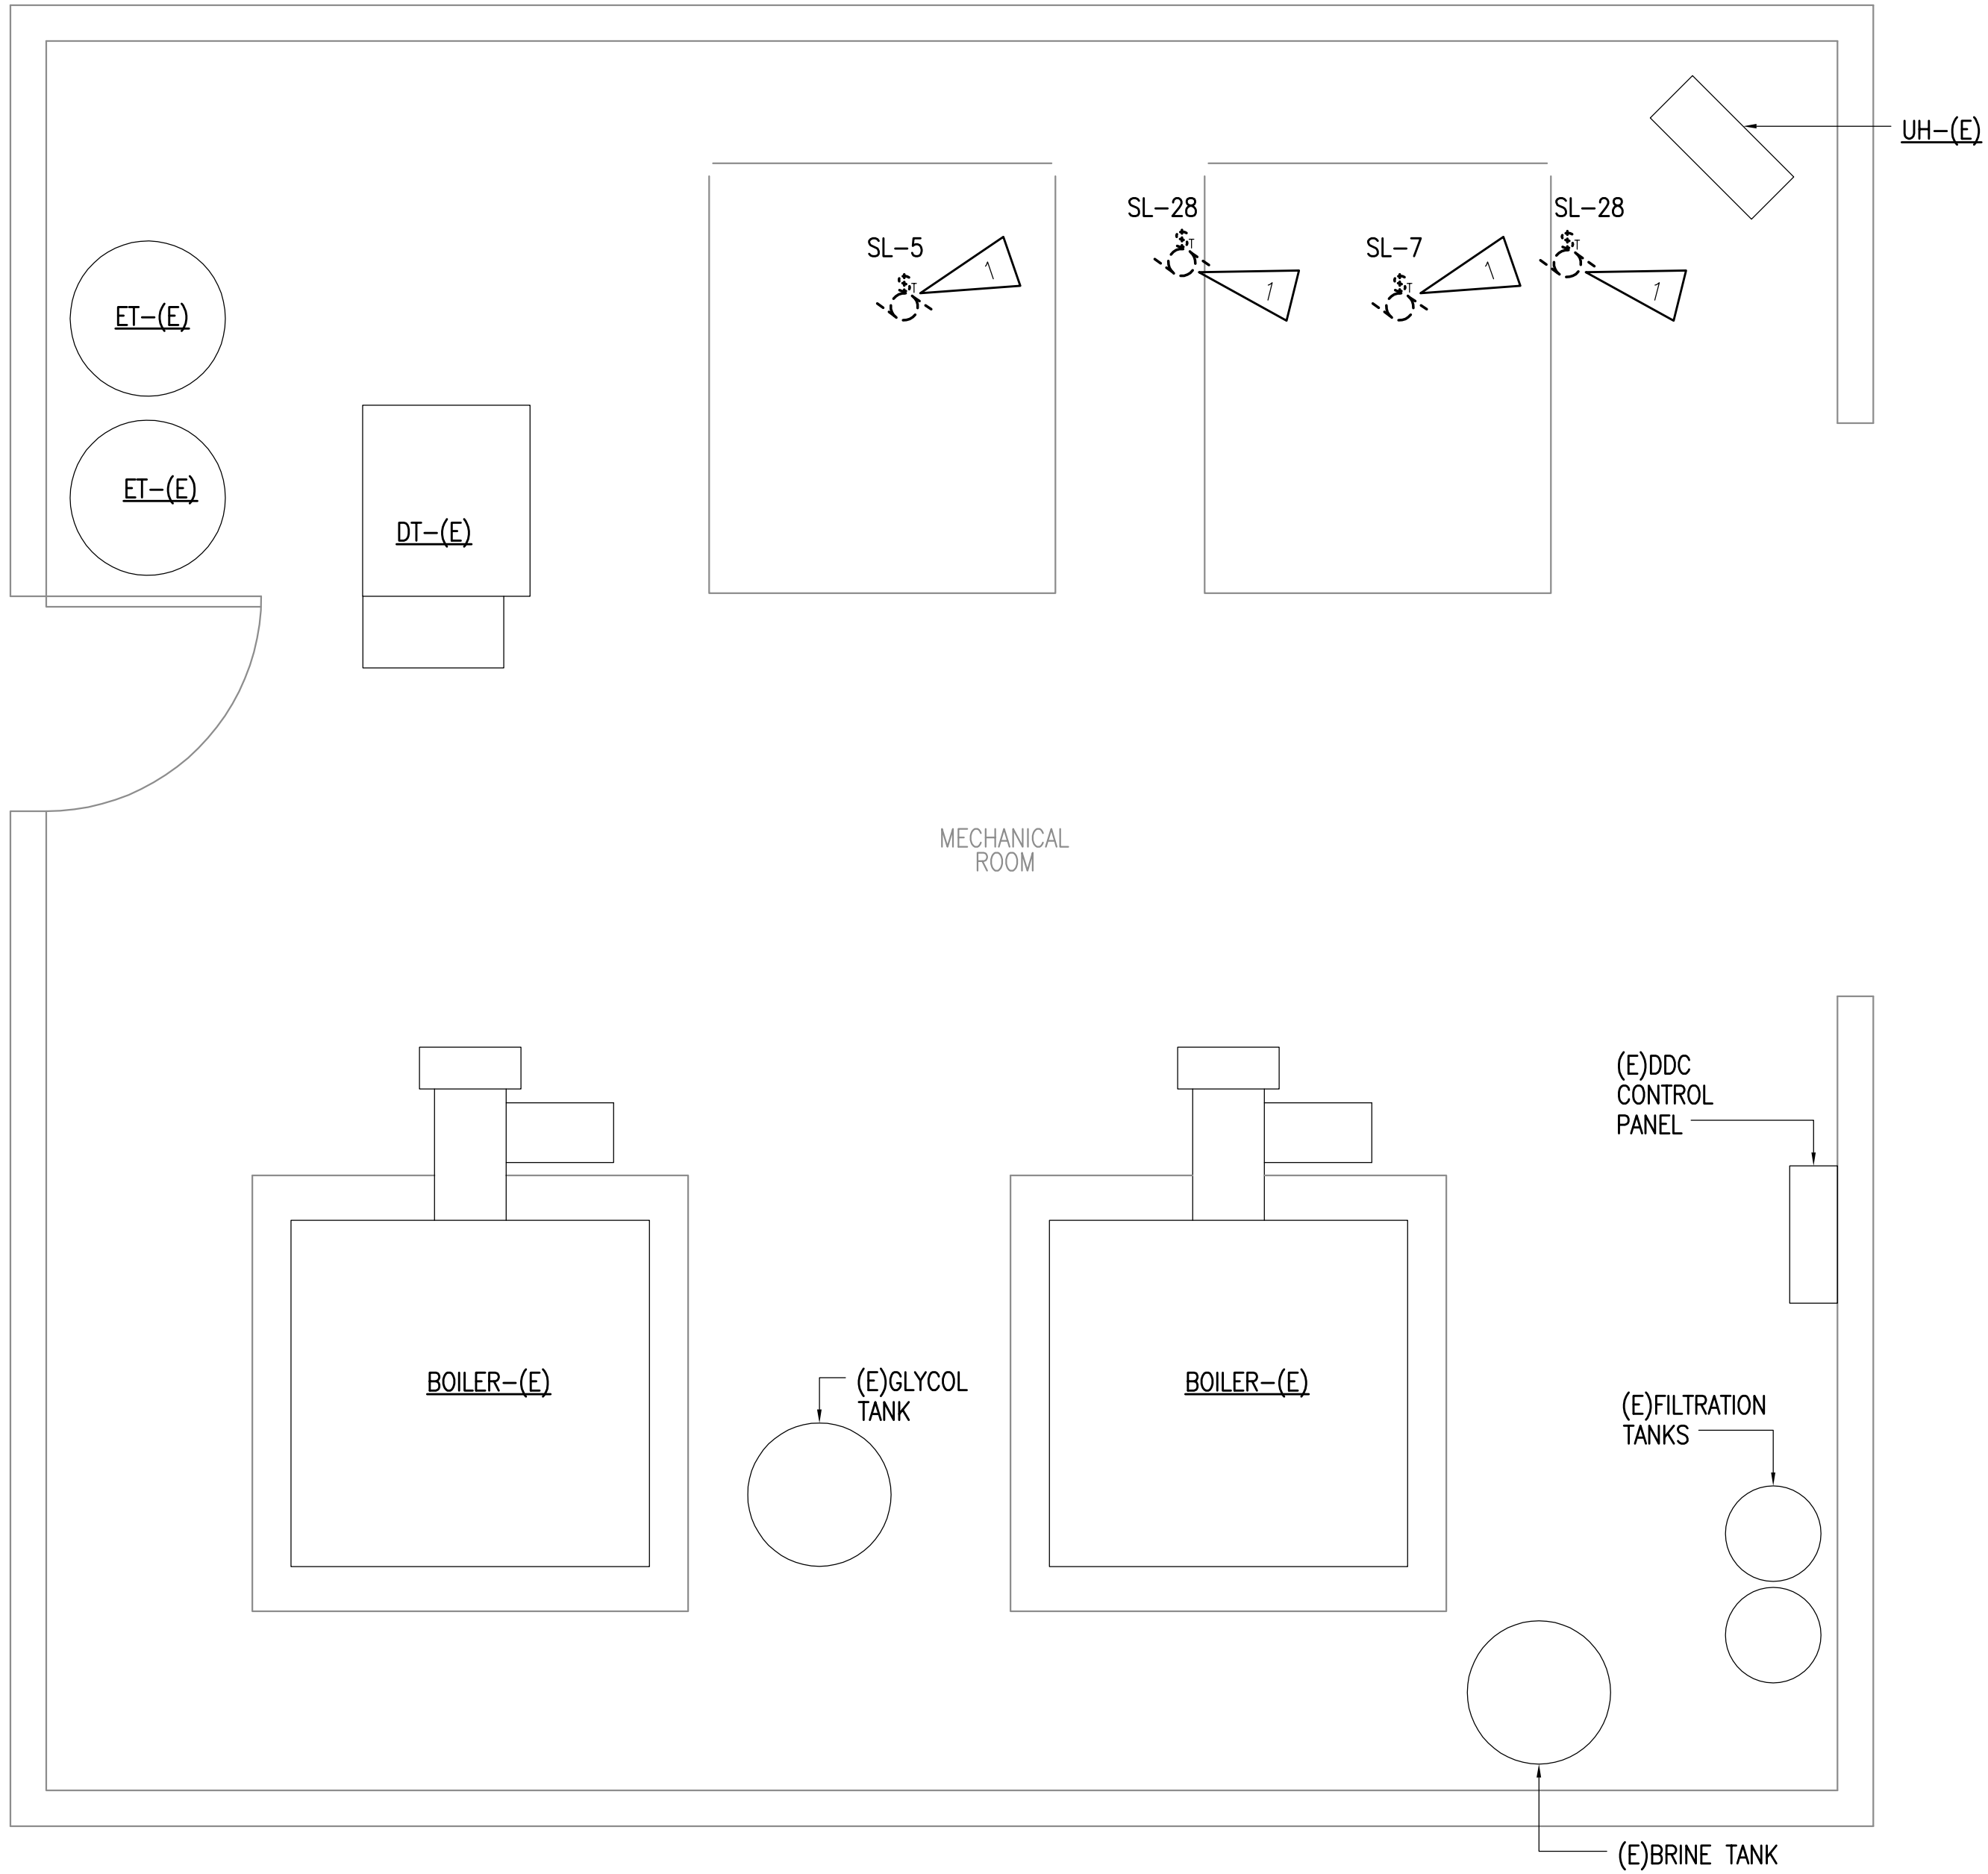 UH-(E)
SL-28
SL-28
SL-5
SL-7
T
T
T
T
1
1
1
1
ET-(E)
ET-(E)
DT-(E)
MECHANICAL
ROOM
(E)DDC
CONTROL
PANEL
BOILER-(E)
(E)GLYCOL
TANK
BOILER-(E)
(E)FILTRATION
TANKS
(E)BRINE TANK